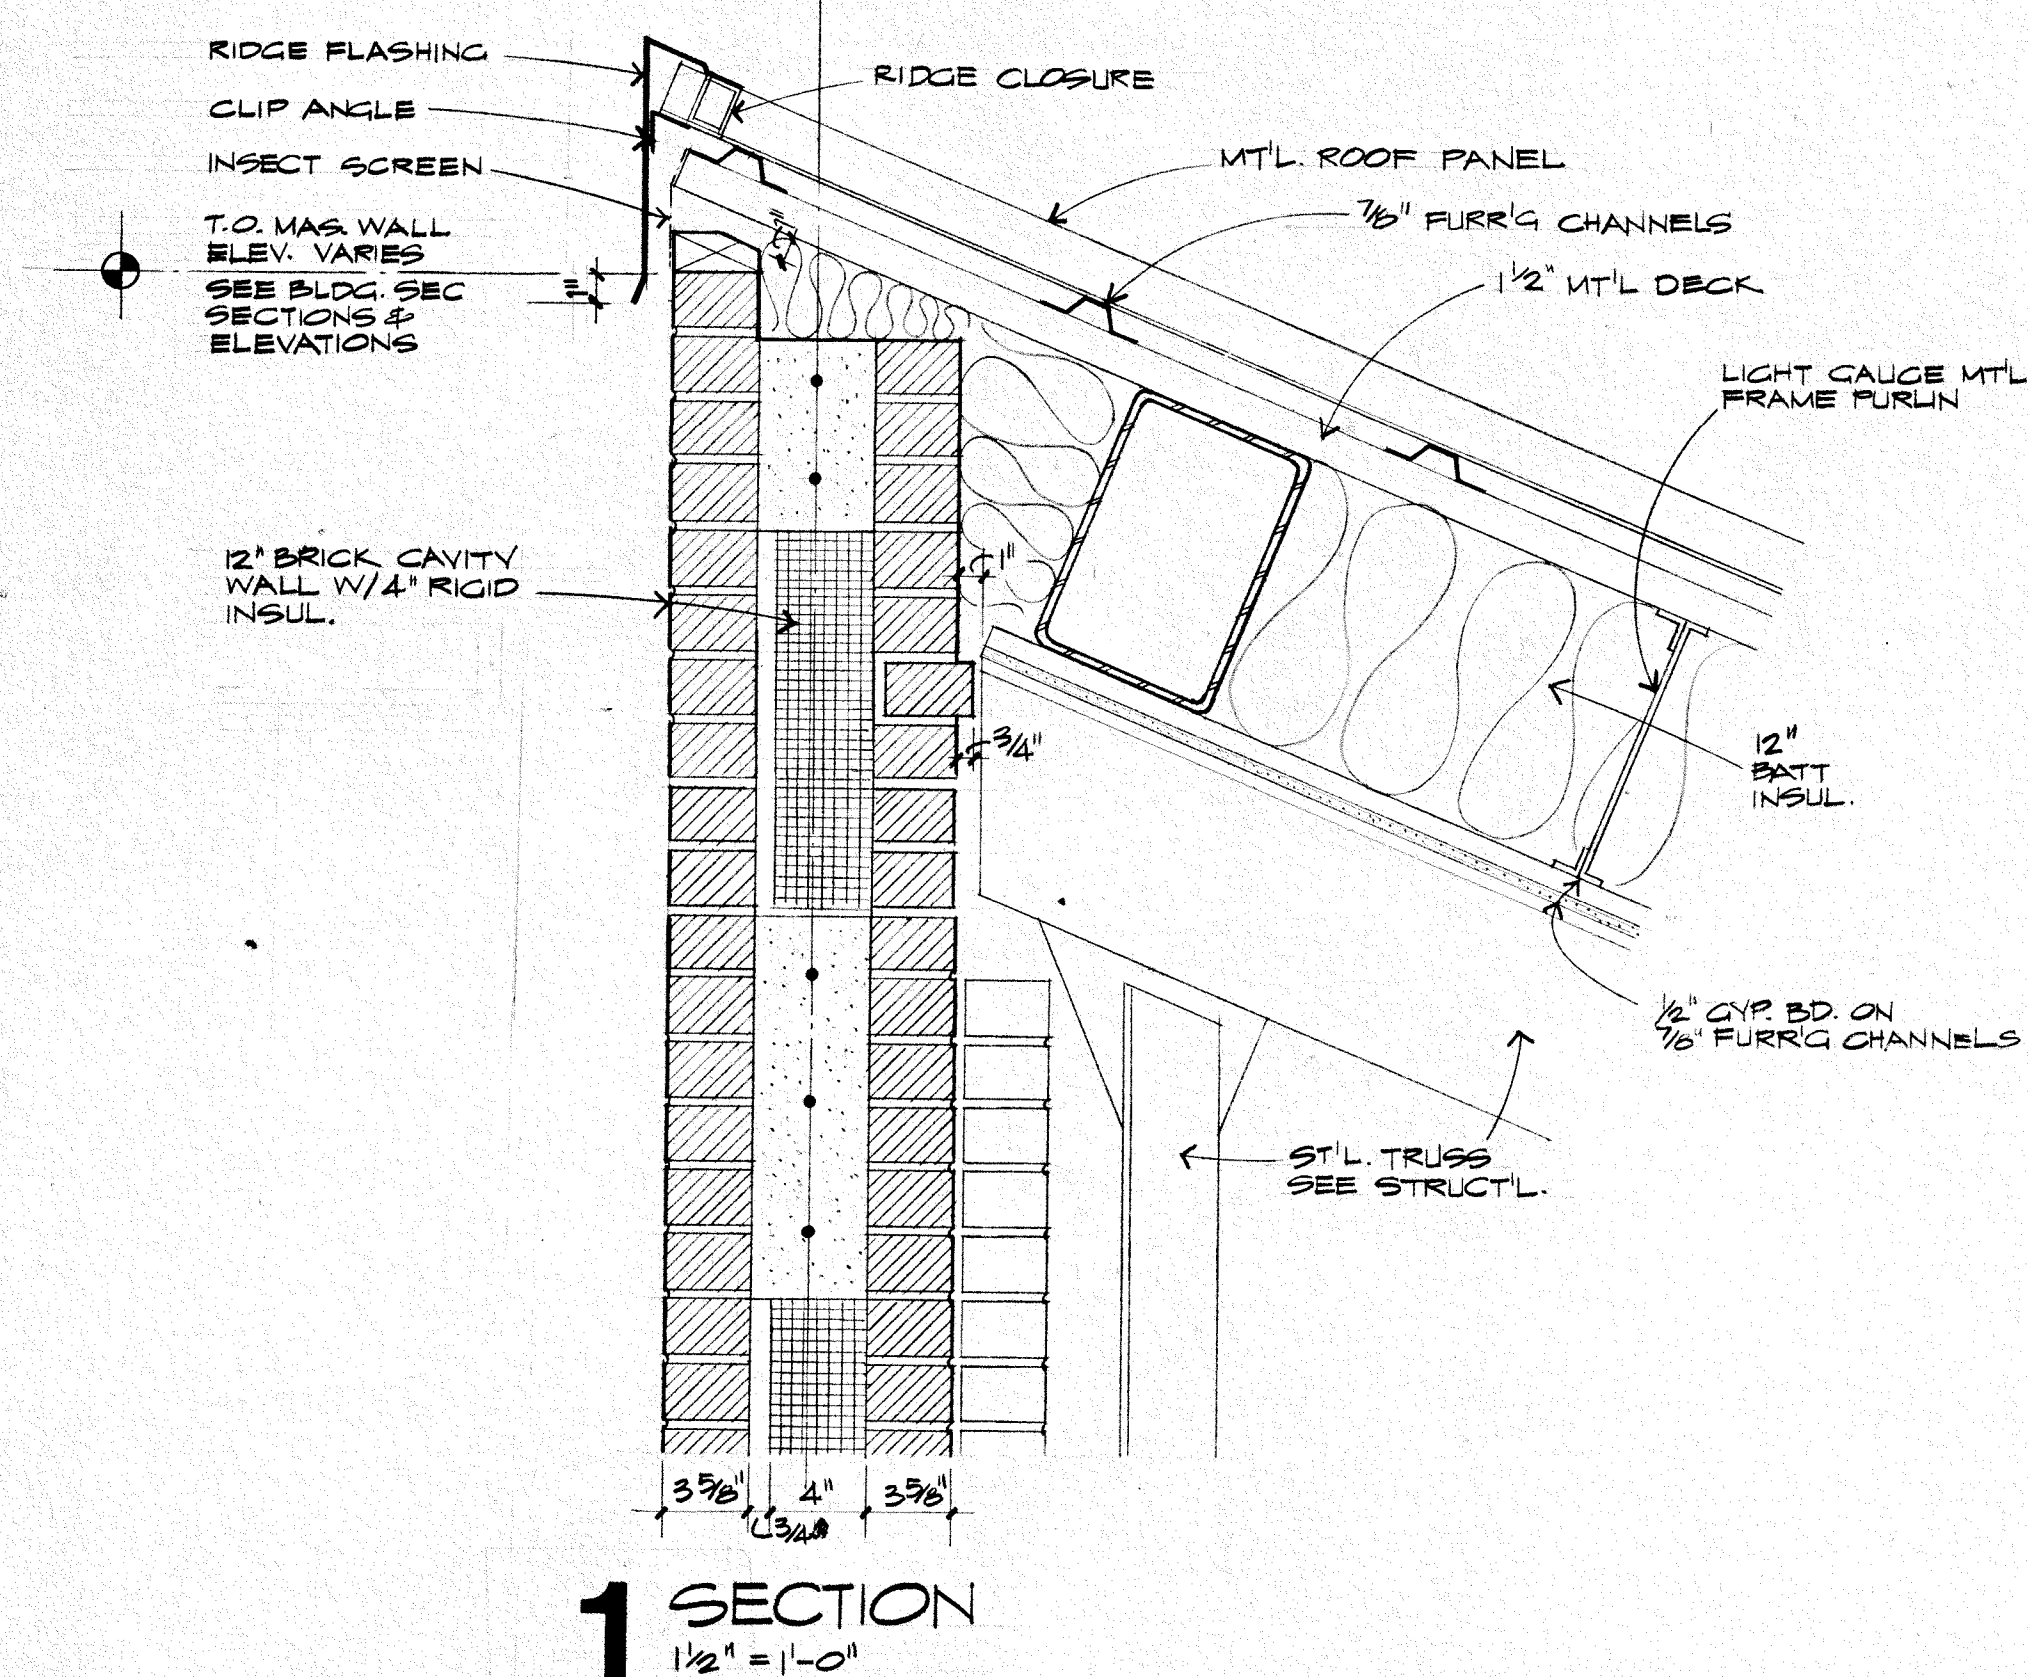 RIDGE FLASHING
CLIP ANGLE
INSECT SCREEN
T.O. MAS. WALL
ELEV. VARIES
SEE BLDG. SEC
SECTIONS &
ELEVATIONS
1"
RIDGE CLOSURE
MT'L. ROOF PANEL
7/8" FURR'G CHANNELS
1 1/2" MT'L DECK
LIGHT GAUGE MT'L
FRAME PURLIN
12" BRICK CAVITY
WALL W/4" RIGID
INSUL.
1"
3/4"
12"
BATT
INSUL.
1/2" GYP. BD. ON
7/8" FURR'G CHANNELS
ST'L. TRUSS
SEE STRUCT'L.
3 5/8" 4" 3 5/8"
3/4"
1 SECTION
1 1/2" = 1'-0"